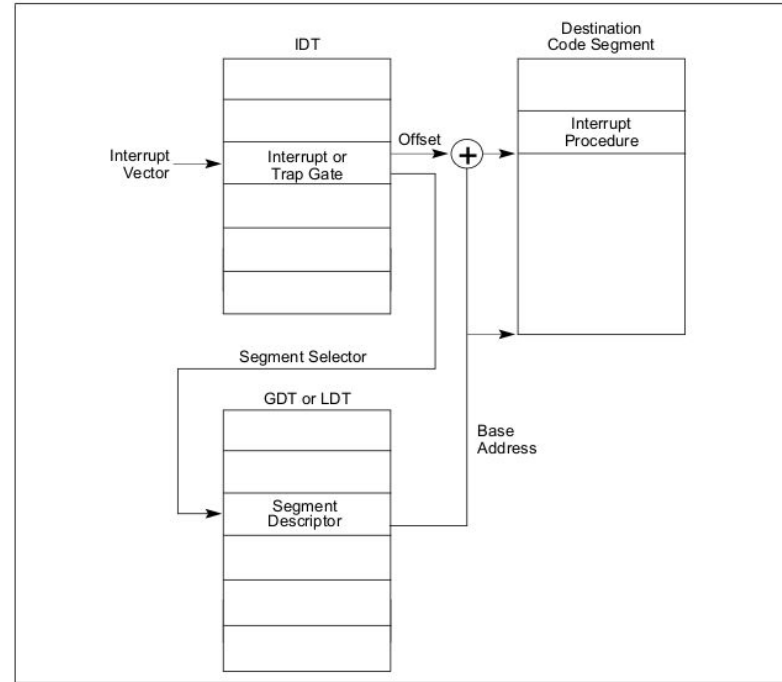 IDT
Destination
Code Segment
Interrupt
Vector
Interrupt or
Trap Gate
Offset
+
Interrupt
Procedure
Segment Selector
GDT or LDT
Segment
Descriptor
Base
Address